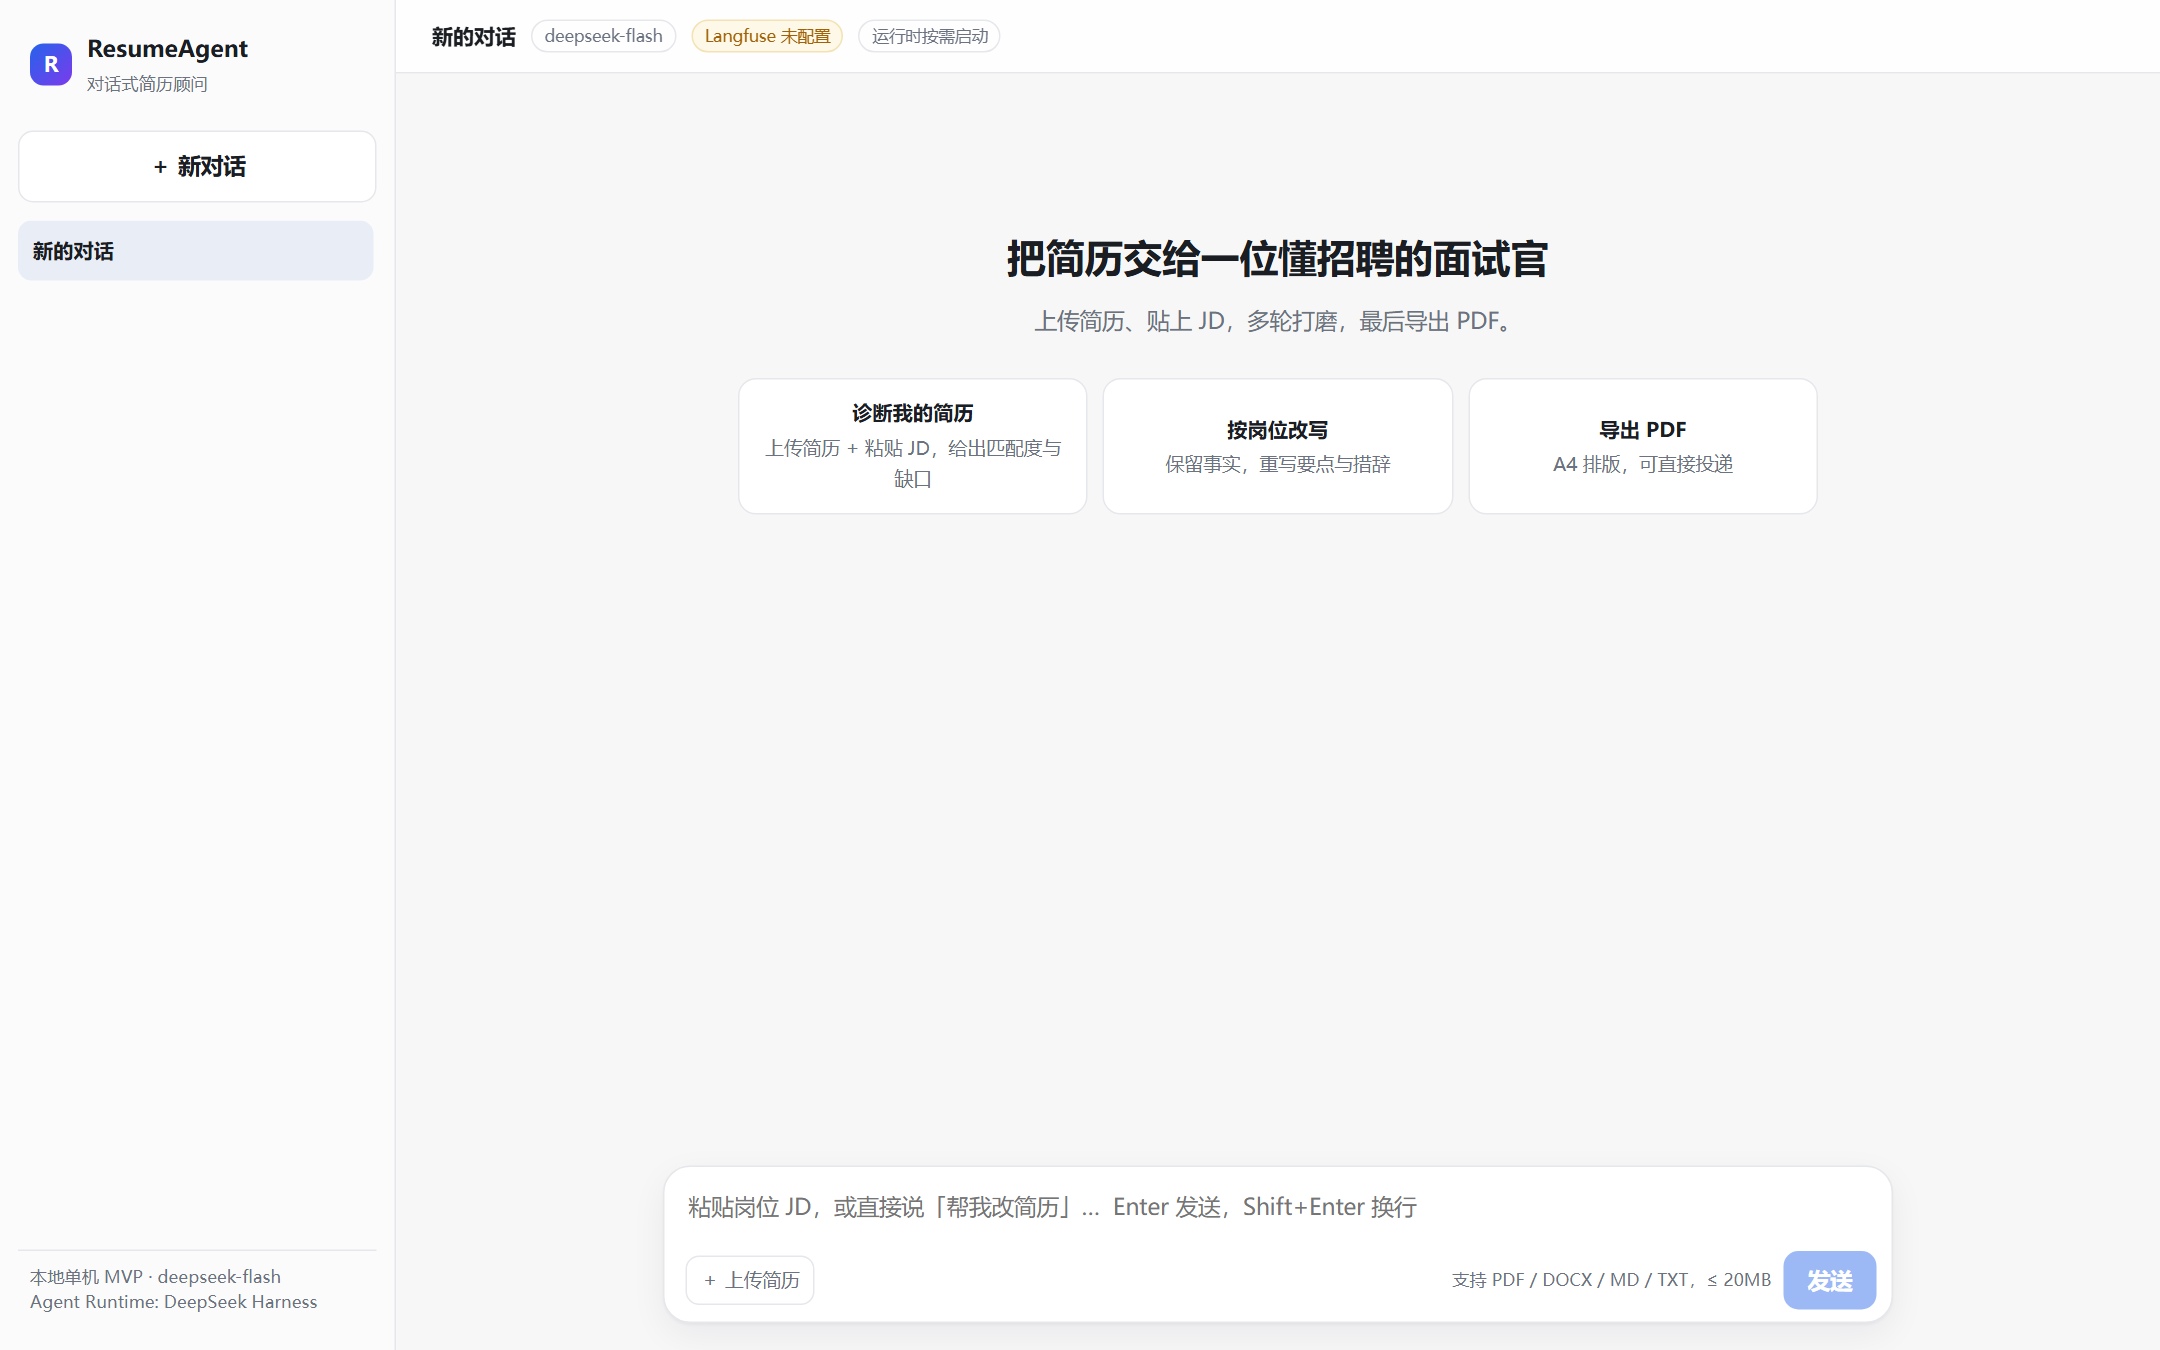 R
ResumeAgent
对话式简历顾问
+ 新对话
新的对话
本地单机 MVP · deepseek-flash
Agent Runtime: DeepSeek Harness
新的对话
deepseek-flash
Langfuse 未配置
运行时按需启动
把简历交给一位懂招聘的面试官
上传简历、贴上 JD，多轮打磨，最后导出 PDF。
诊断我的简历
上传简历 + 粘贴 JD，给出匹配度与
缺口
按岗位改写
保留事实，重写要点与措辞
导出 PDF
A4 排版，可直接投递
粘贴岗位 JD，或直接说「帮我改简历」… Enter 发送，Shift+Enter 换行
+ 上传简历
支持 PDF / DOCX / MD / TXT，≤ 20MB
发送